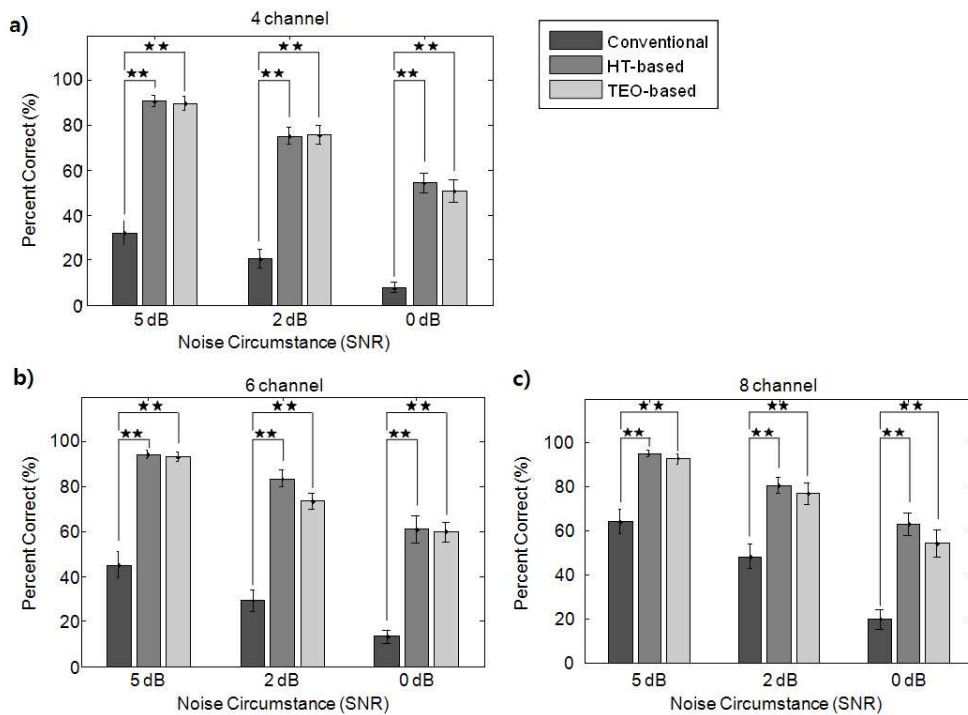 a)
4 channel
Conventional
HT-based
TEO-based
★★
★★
★★
★★
★★
★★
Percent Correct (%)
100
80
60
40
20
0
5 dB
2 dB
0 dB
Noise Circumstance (SNR)
b)
6 channel
★★
★★
★★
★★
★★
★★
Percent Correct (%)
100
80
60
40
20
0
5 dB
2 dB
0 dB
Noise Circumstance (SNR)
c)
8 channel
★★
★★
★★
★★
★★
★★
Percent Correct (%)
100
80
60
40
20
0
5 dB
2 dB
0 dB
Noise Circumstance (SNR)